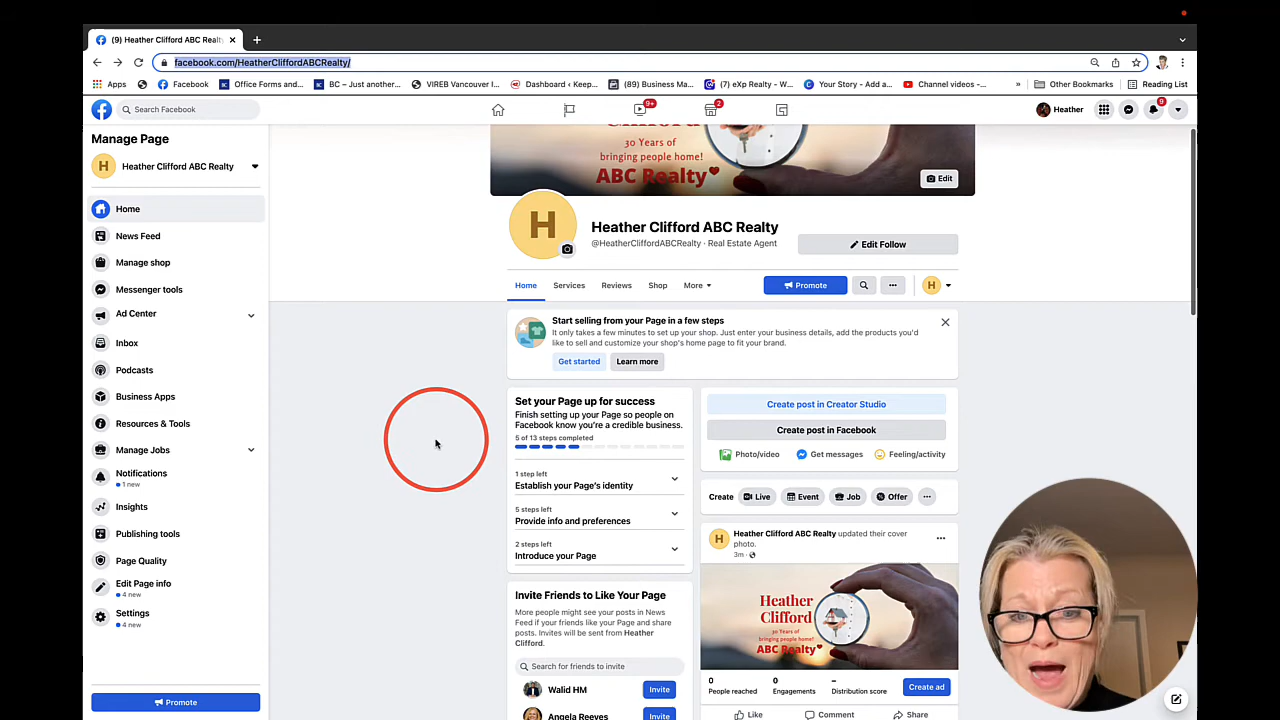 (9) Heather Clifford ABC Realt
facebook.com/HeatherCliffordABCRealty/
Apps
Facebook
Office Forms and...
BC – Just another...
VIREB Vancouver I...
Dashboard ‹ Keep...
(89) Business Ma...
(7) eXp Realty - W...
Your Story - Add a...
Channel videos -...
»
Other Bookmarks
Reading List
Search Facebook
9+
2
Heather
9
Manage Page
H
Heather Clifford ABC Realty
Home
News Feed
Manage shop
Messenger tools
Ad Center
Inbox
Podcasts
Business Apps
Resources & Tools
Manage Jobs
Notifications
1 new
Insights
Publishing tools
Page Quality
Edit Page info
4 new
Settings
4 new
Promote
Clifford
30 Years of
bringing people home!
ABC Realty
Edit
H
Heather Clifford ABC Realty
@HeatherCliffordABCRealty · Real Estate Agent
Edit Follow
Home
Services
Reviews
Shop
More
Promote
H
Start selling from your Page in a few steps
It only takes a few minutes to set up your shop. Just enter your business details, add the products you'd
like to sell and customize your shop's home page to fit your brand.
Get started
Learn more
Set your Page up for success
Finish setting up your Page so people on
Facebook know you're a credible business.
5 of 13 steps completed
1 step left
Establish your Page's identity
5 steps left
Provide info and preferences
2 steps left
Introduce your Page
Invite Friends to Like Your Page
More people might see your posts in News
Feed if your friends like your Page and share
posts. Invites will be sent from Heather
Clifford.
Search for friends to invite
Walid HM
Invite
Angela Reeves
Invite
Create post in Creator Studio
Create post in Facebook
Photo/video
Get messages
Feeling/activity
Create
Live
Event
Job
Offer
H
Heather Clifford ABC Realty updated their cover
photo.
3m ·
Heather
Clifford
30 Years of
bringing people home!
ABC Realty
0
People reached
0
Engagements
–
Distribution score
Create ad
Like
Comment
Share